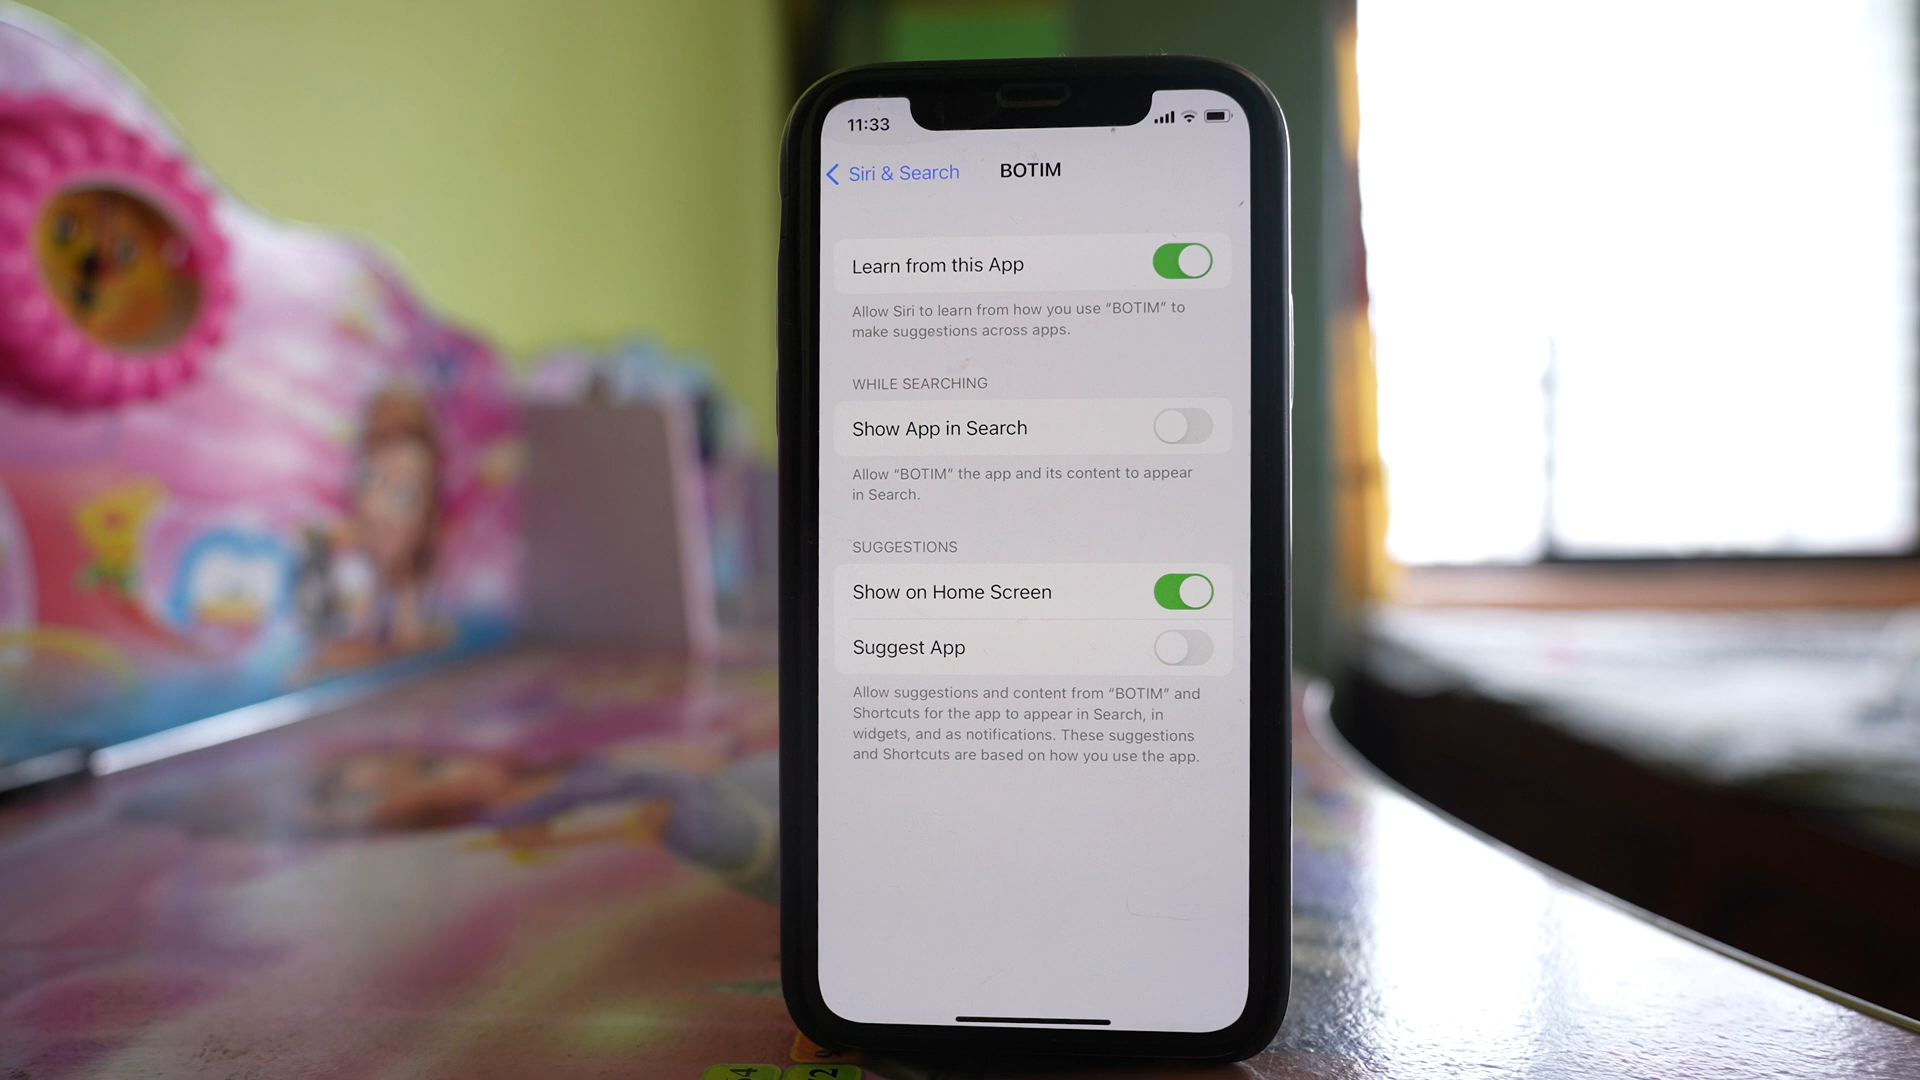 11:33
Siri & Search
BOTIM
Learn from this App
Allow Siri to learn from how you use “BOTIM” to
make suggestions across apps.
WHILE SEARCHING
Show App in Search
Allow “BOTIM” the app and its content to appear
in Search.
SUGGESTIONS
Show on Home Screen
Suggest App
Allow suggestions and content from “BOTIM” and
Shortcuts for the app to appear in Search, in
widgets, and as notifications. These suggestions
and Shortcuts are based on how you use the app.